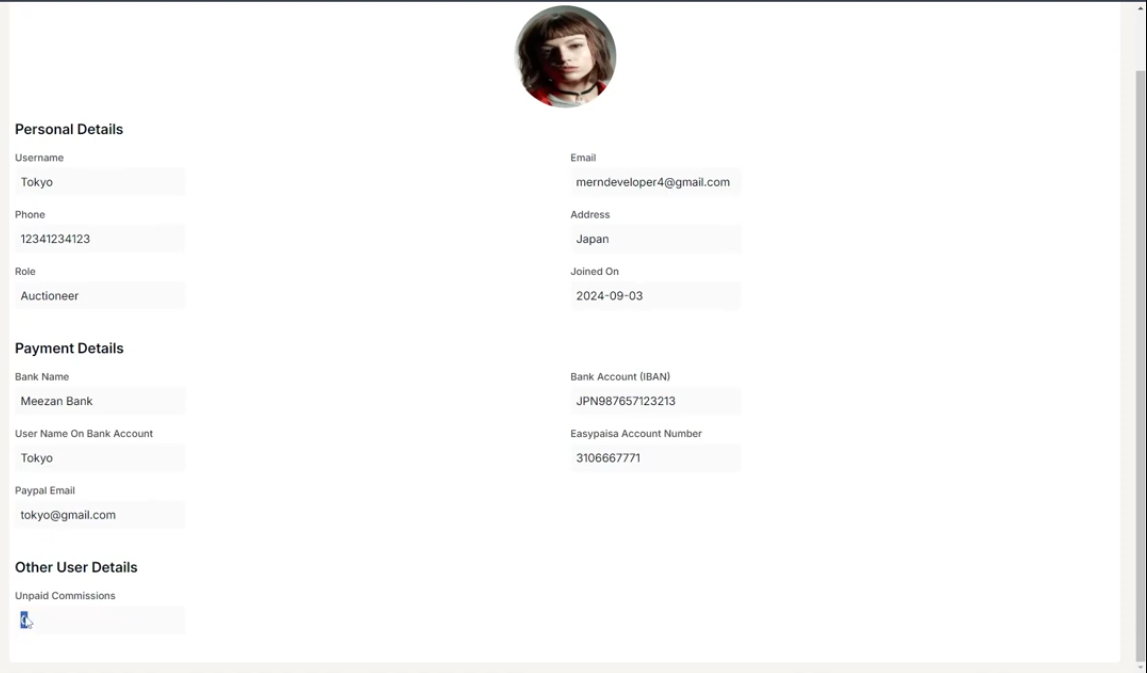 Personal Details
Username
Email
Tokyo
merndeveloper4@gmail.com
Phone
Address
12341234123
Japan
Role
Joined On
Auctioneer
2024-09-03
Payment Details
Bank Name
Bank Account (IBAN)
Meezan Bank
JPN987657123213
User Name On Bank Account
Easypaisa Account Number
Tokyo
3106667771
Paypal Email
tokyo@gmail.com
Other User Details
Unpaid Commissions